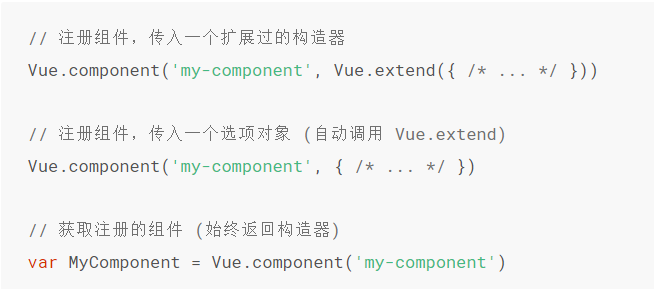 // 注册组件，传入一个扩展过的构造器
Vue.component('my-component', Vue.extend({ /* ... */ }))
// 注册组件，传入一个选项对象 (自动调用 Vue.extend)
Vue.component('my-component', { /* ... */ })
// 获取注册的组件 (始终返回构造器)
var MyComponent = Vue.component('my-component')